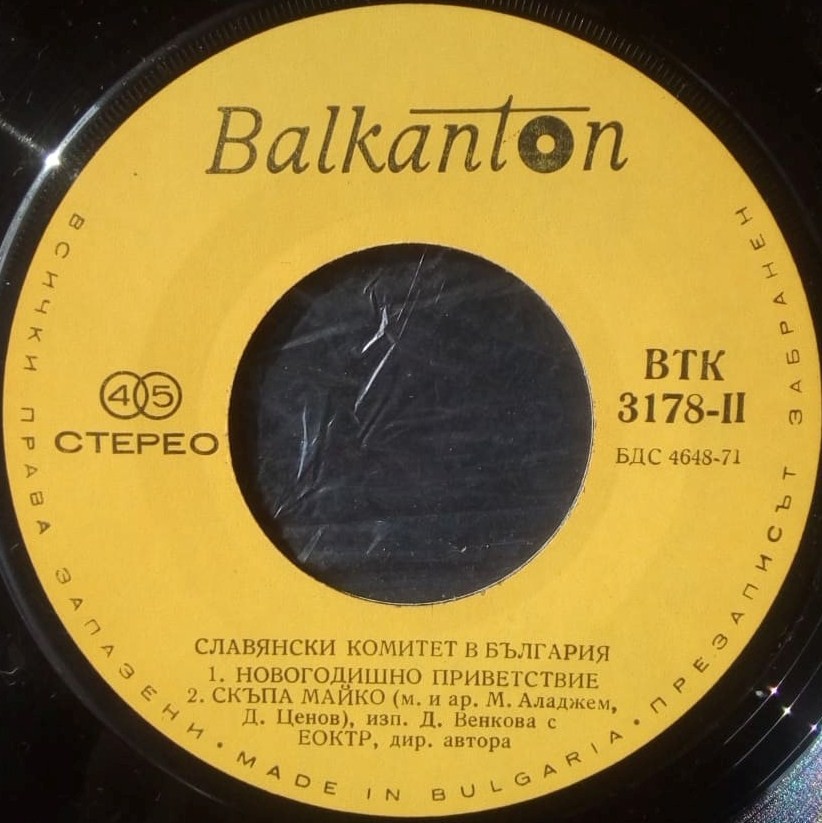 Balkanton
45
СТЕРЕО
ВТК
3178-II
БДС 4648-71
СЛАВЯНСКИ КОМИТЕТ В БЪЛГАРИЯ
1. НОВОГОДИШНО ПРИВЕТСТВИЕ
2. СКЪПА МАЙКО (м. и ар. М. Аладжем,
Д. Ценов), изп. Д. Венкова с
ЕОКТР, дир. автора
ВСИЧКИ ПРАВА ЗАПАЗЕНИ • MADE IN BULGARIA • ПРЕЗАПИСЪТ ЗАБРАНЕН